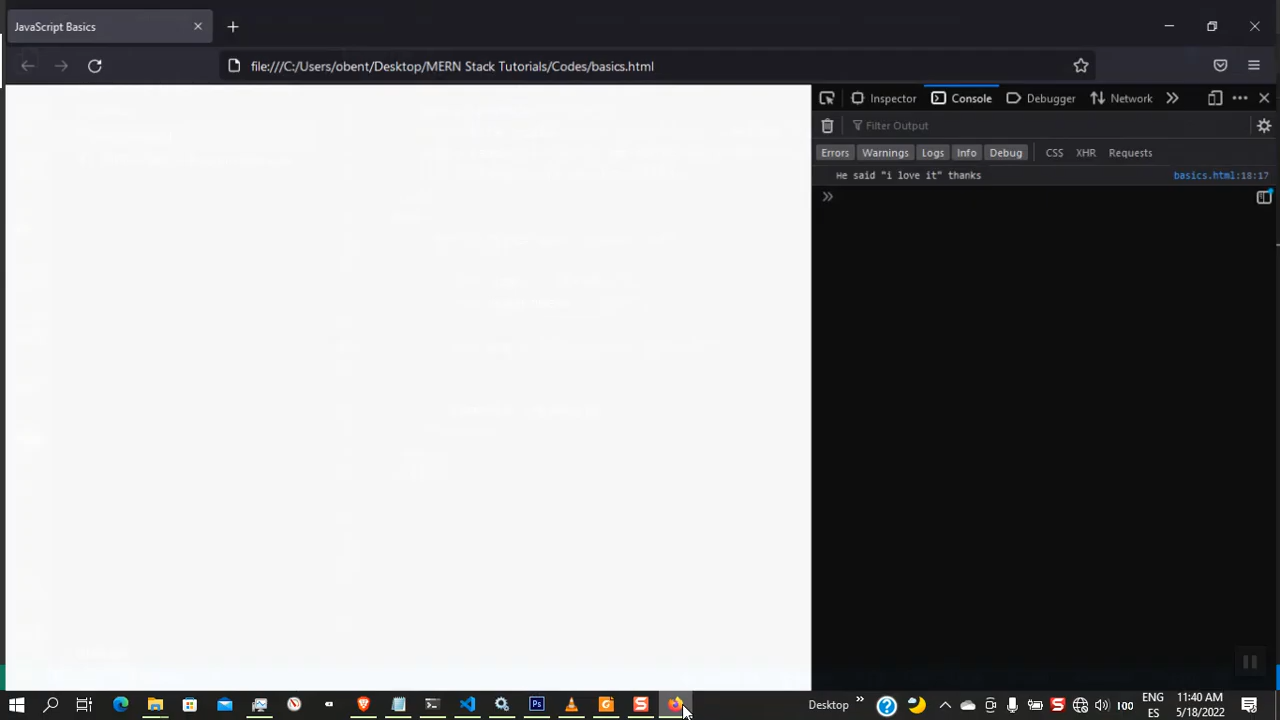 JavaScript Basics
file:///C:/Users/obent/Desktop/MERN Stack Tutorials/Codes/basics.html
Inspector Console Debugger Network
Filter Output
Errors Warnings Logs Info Debug CSS XHR Requests
He said "i love it" thanks basics.html:18:17
Desktop 100 ENG 11:40 AM
ES 5/18/2022